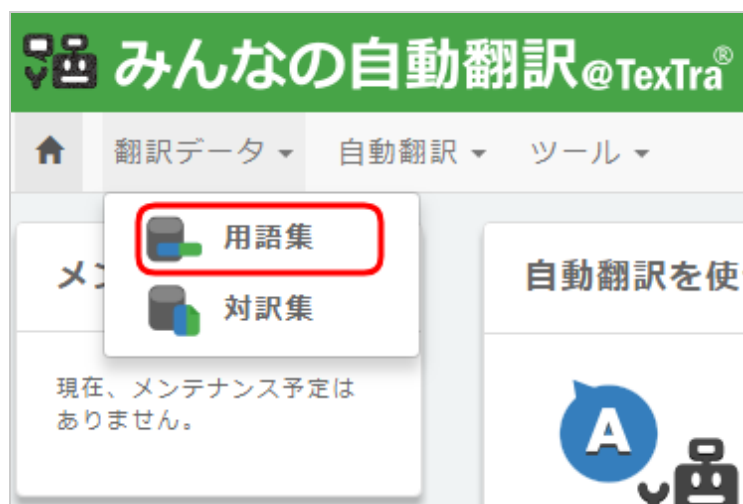 みんなの自動翻訳@TexTra®
翻訳データ 自動翻訳 ツール
用語集
対訳集
メン
自動翻訳を使
現在、メンテナンス予定は
ありません。
A